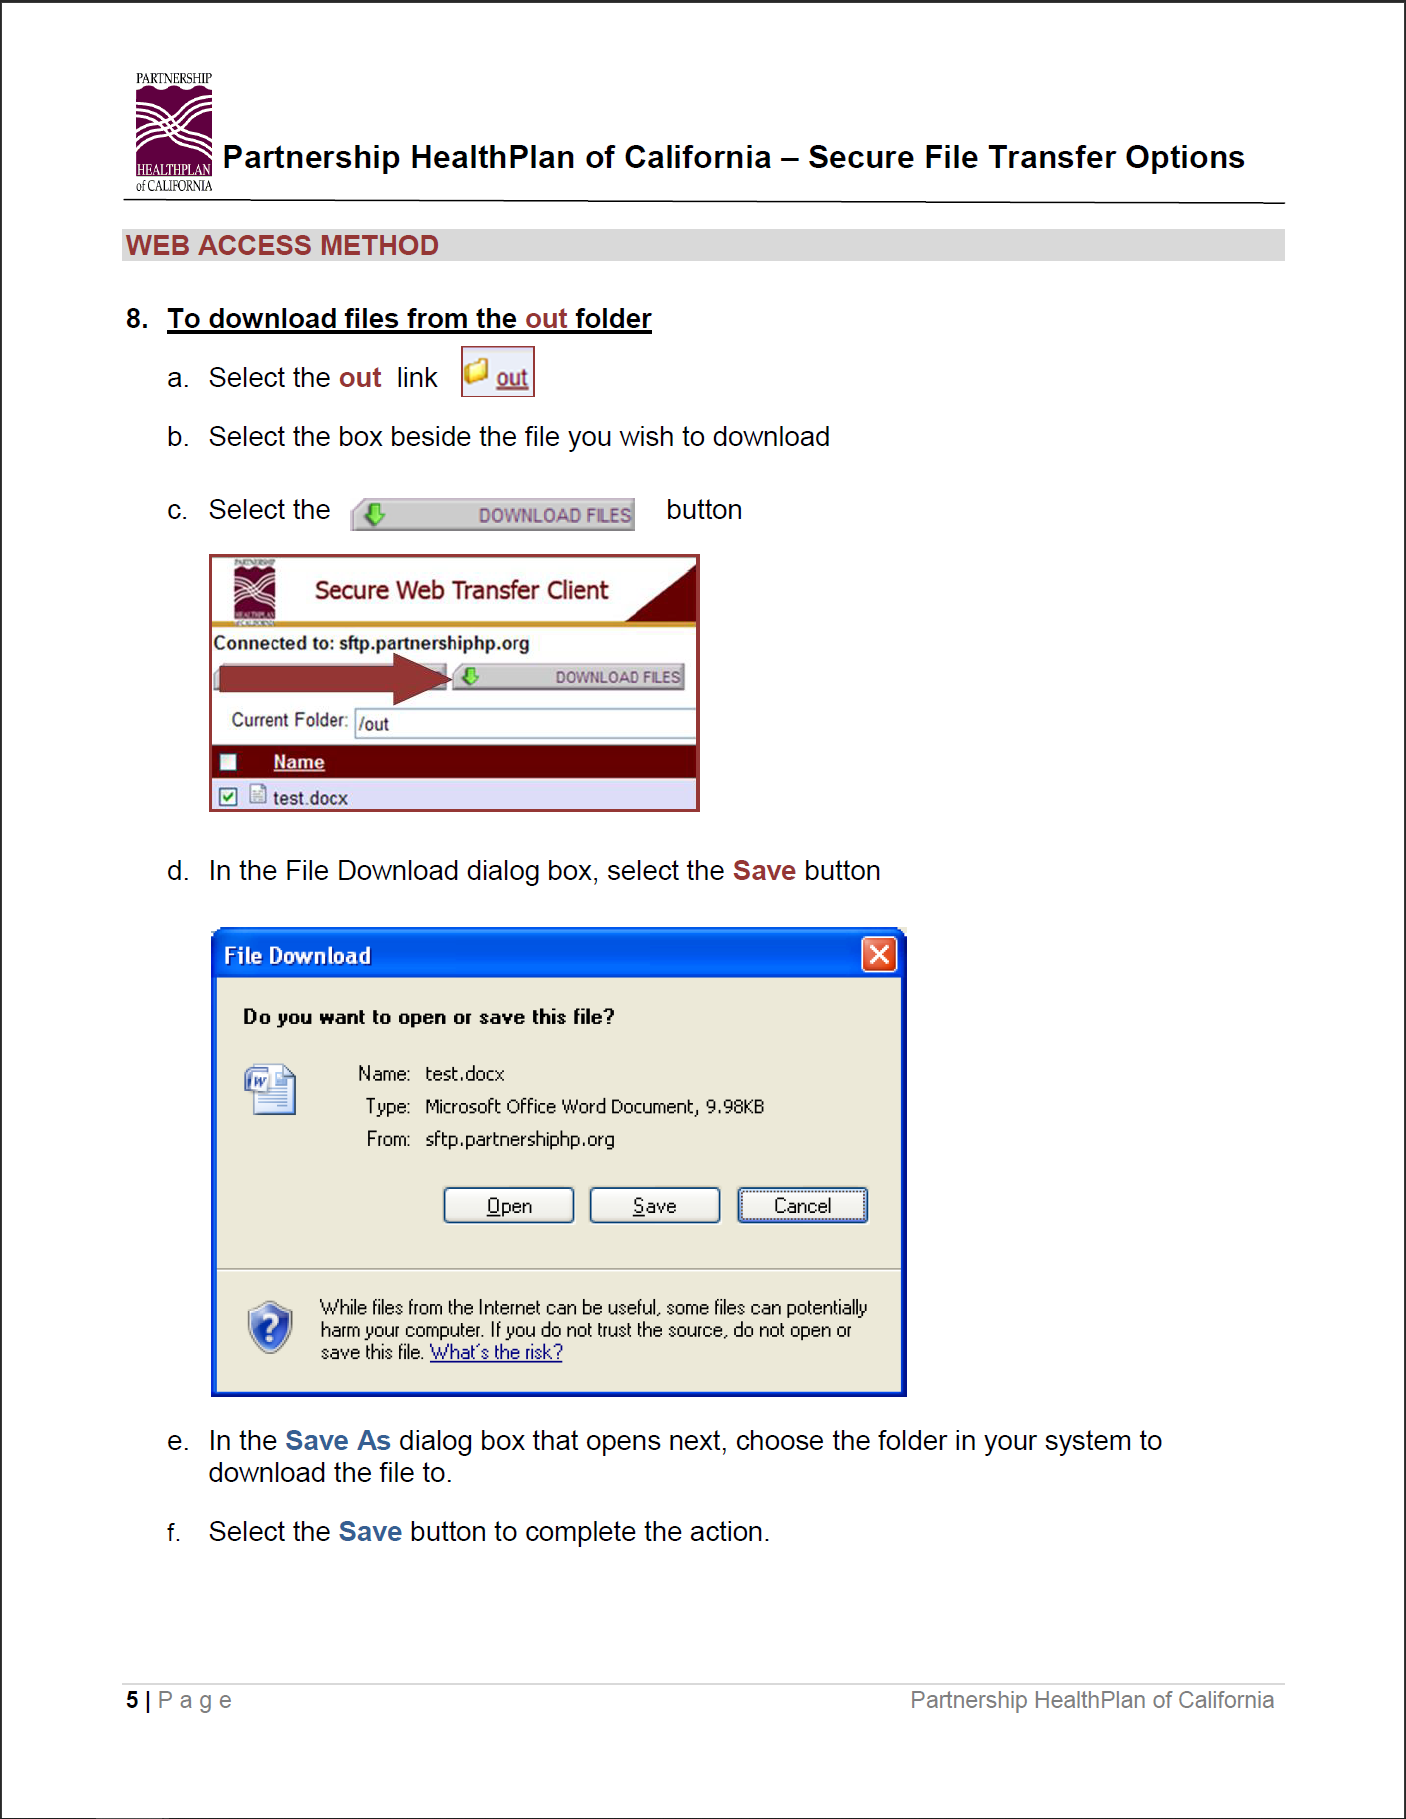 PARTNERSHIP
HEALTHPLAN
of CALIFORNIA
Partnership HealthPlan of California – Secure File Transfer Options
WEB ACCESS METHOD
8. To download files from the out folder
a. Select the out link out
b. Select the box beside the file you wish to download
c. Select the DOWNLOAD FILES button
PARTNERSHIP
HEALTHPLAN
of CALIFORNIA
Secure Web Transfer Client
Connected to: sftp.partnershiphp.org
DOWNLOAD FILES
Current Folder: /out
Name
test.docx
d. In the File Download dialog box, select the Save button
File Download
Do you want to open or save this file?
Name: test.docx
Type: Microsoft Office Word Document, 9.98KB
From: sftp.partnershiphp.org
Open Save Cancel
While files from the Internet can be useful, some files can potentially
harm your computer. If you do not trust the source, do not open or
save this file. What's the risk?
e. In the Save As dialog box that opens next, choose the folder in your system to
download the file to.
f. Select the Save button to complete the action.
5 | P a g e Partnership HealthPlan of California